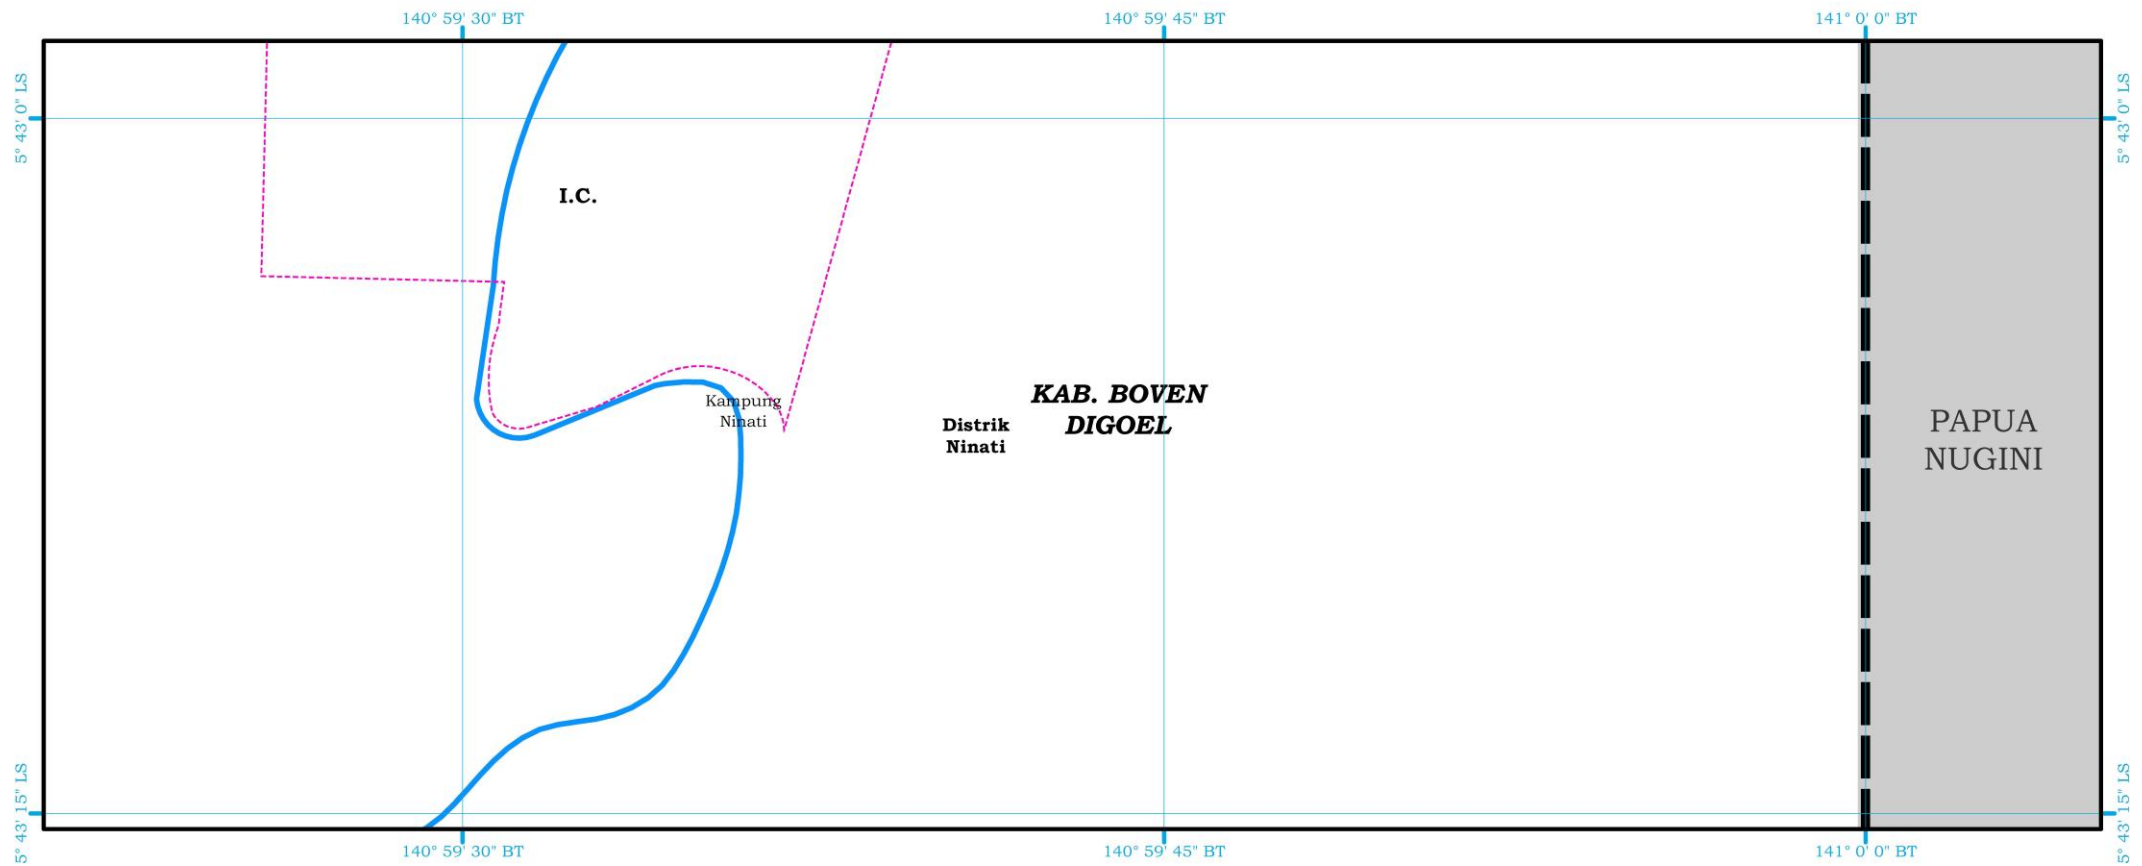 140° 59' 30" BT
140° 59' 45" BT
141° 0' 0" BT
5° 43' 0" LS
5° 43' 0" LS
I.C.
Kampung
Ninati
Distrik
Ninati
KAB. BOVEN
DIGOEL
PAPUA
NUGINI
5° 43' 15" LS
5° 43' 15" LS
140° 59' 30" BT
140° 59' 45" BT
141° 0' 0" BT